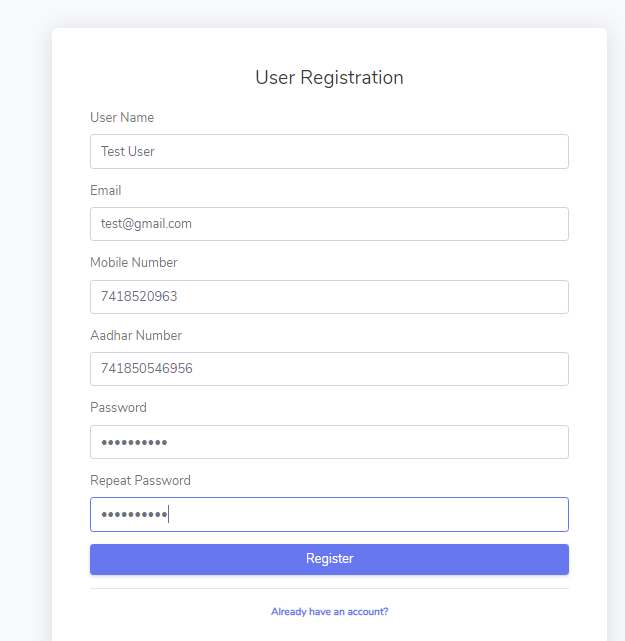 User Registration
User Name
Test User
Email
test@gmail.com
Mobile Number
7418520963
Aadhar Number
741850546956
Password
••••••••••
Repeat Password
••••••••••
Register
Already have an account?